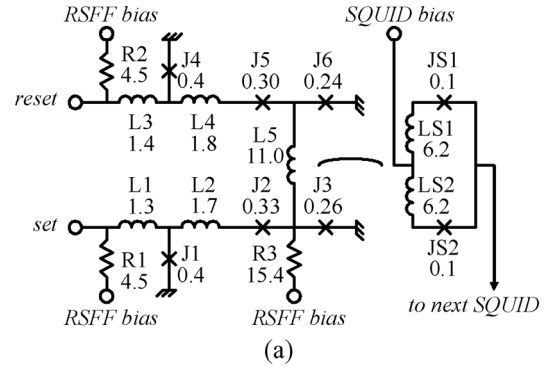 RSFF bias
SQUID bias
R2
4.5
J4
0.4
J5
0.30
J6
0.24
JS1
0.1
reset
L3
1.4
L4
1.8
L5
11.0
LS1
6.2
LS2
6.2
L1
1.3
L2
1.7
J2
0.33
J3
0.26
set
R1
4.5
J1
0.4
R3
15.4
JS2
0.1
RSFF bias
RSFF bias
to next SQUID
(a)